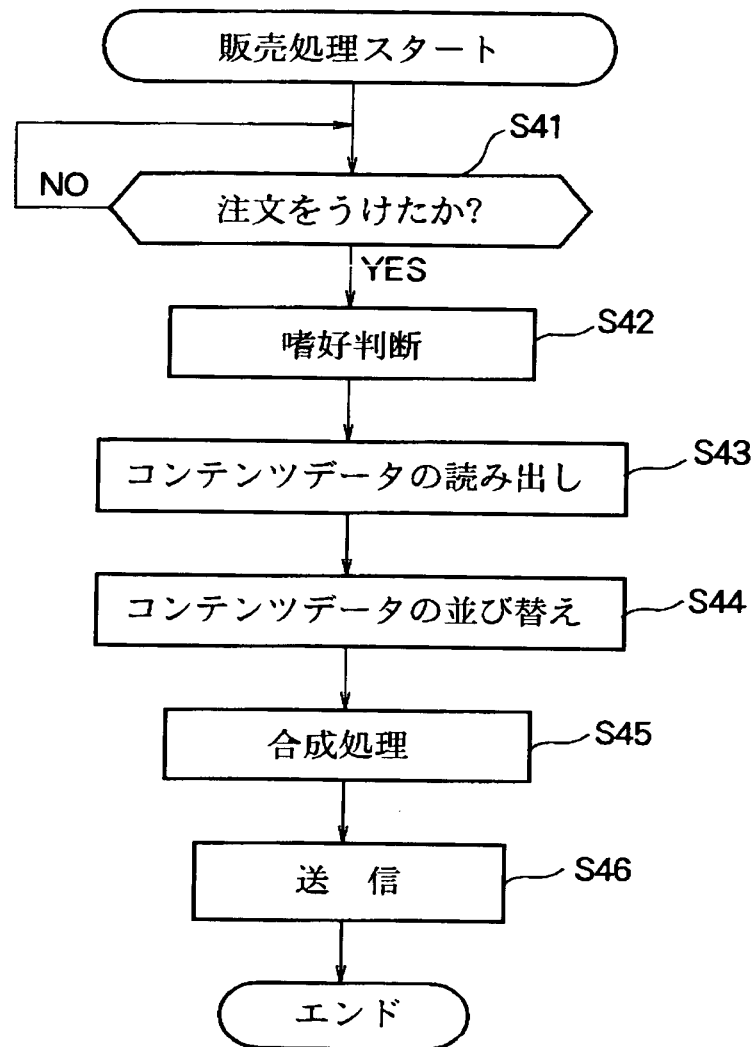 販売処理スタート
S41
NO
注文をうけたか?
YES
嗜好判断
S42
コンテンツデータの読み出し
S43
コンテンツデータの並び替え
S44
合成処理
S45
送 信
S46
エンド